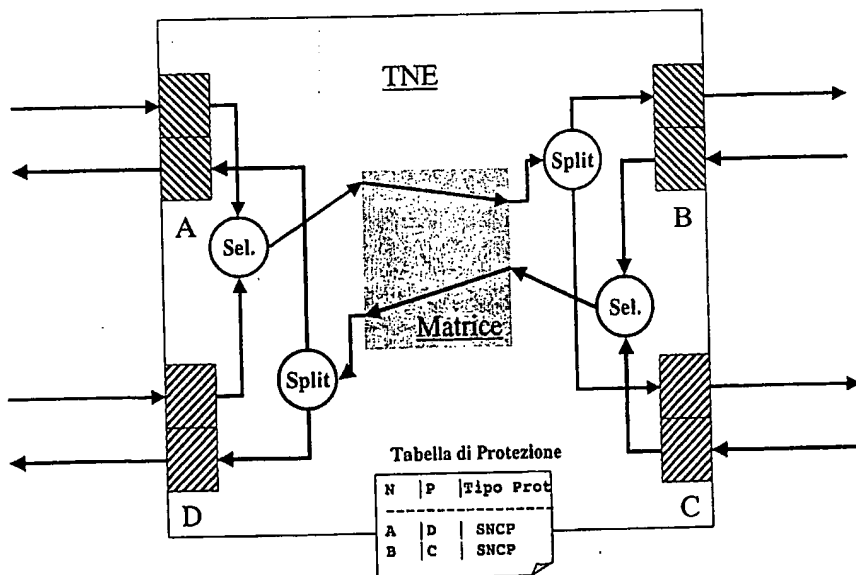 TNE
Split
A
B
Sel.
Sel.
Matrice
Split
Tabella di Protezione
N |P |Tipo Prot
A |D | SNCP
B |C | SNCP
D
C